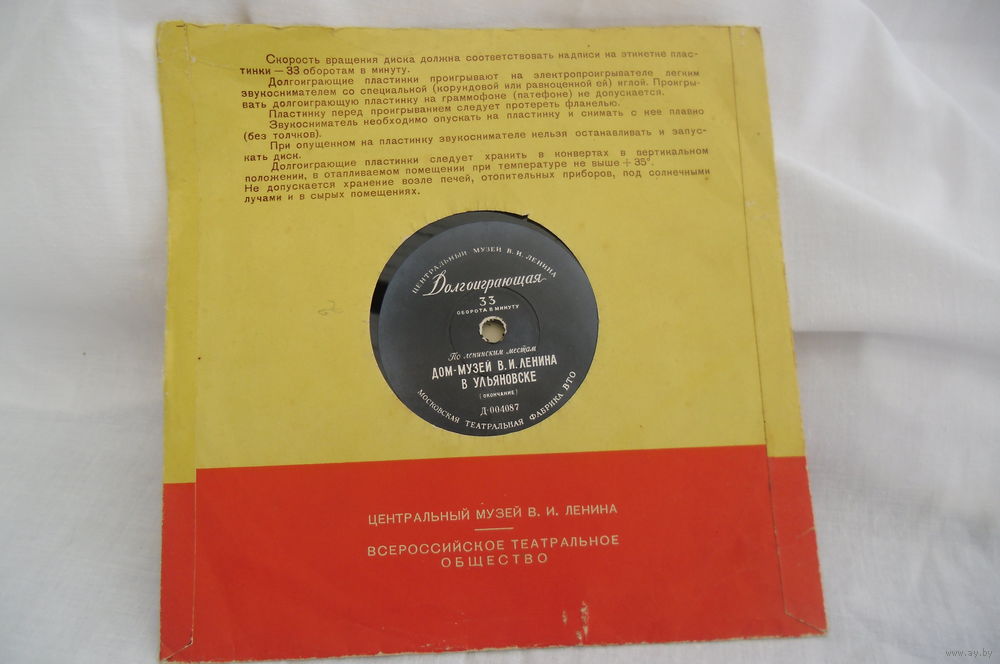 Скорость вращения диска должна соответствовать надписи на этикетке плас-
тинки — 33 оборотам в минуту.
Долгоиграющие пластинки проигрывают на электропроигрывателе легким
звукоснимателем со специальной (корундовой или равноценной ей) иглой. Проигры-
вать долгоиграющую пластинку на граммофоне (патефоне) не допускается.
Пластинку перед проигрыванием следует протереть фланелью.
Звукосниматель необходимо опускать на пластинку и снимать с нее плавно
(без толчков).
При опущенном на пластинку звукоснимателе нельзя останавливать и запус-
кать диск.
Долгоиграющие пластинки следует хранить в конвертах в вертикальном
положении, в отапливаемом помещении при температуре не выше + 35°.
Не допускается хранение возле печей, отопительных приборов, под солнечными
лучами и в сырых помещениях.
ЦЕНТРАЛЬНЫЙ МУЗЕЙ В. И. ЛЕНИНА
Долгоиграющая
33
ОБОРОТА В МИНУТУ
По ленинским местам
ДОМ-МУЗЕЙ В. И. ЛЕНИНА
В УЛЬЯНОВСКЕ
(ОКОНЧАНИЕ)
Д-004087
МОСКОВСКАЯ ТЕАТРАЛЬНАЯ ФАБРИКА ВТО
ЦЕНТРАЛЬНЫЙ МУЗЕЙ В. И. ЛЕНИНА
ВСЕРОССИЙСКОЕ ТЕАТРАЛЬНОЕ
ОБЩЕСТВО
www.ay.by